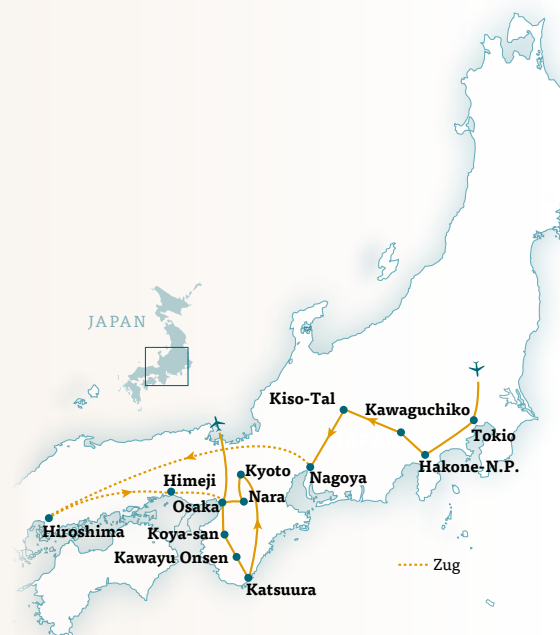 JAPAN
Kiso-Tal
Kawaguchiko
Tokio
Hakone-N.P.
Nagoya
Kyoto
Himeji
Nara
Osaka
Hiroshima
Koya-san
Kawayu Onsen
Katsuura
Zug